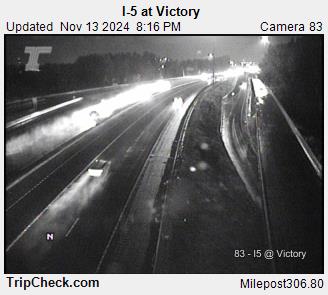 I-5 at Victory
Updated Nov 13 2024 8:16 PM Camera 83
T
N
83 - I5 @ Victory
TripCheck.com Milepost306.80